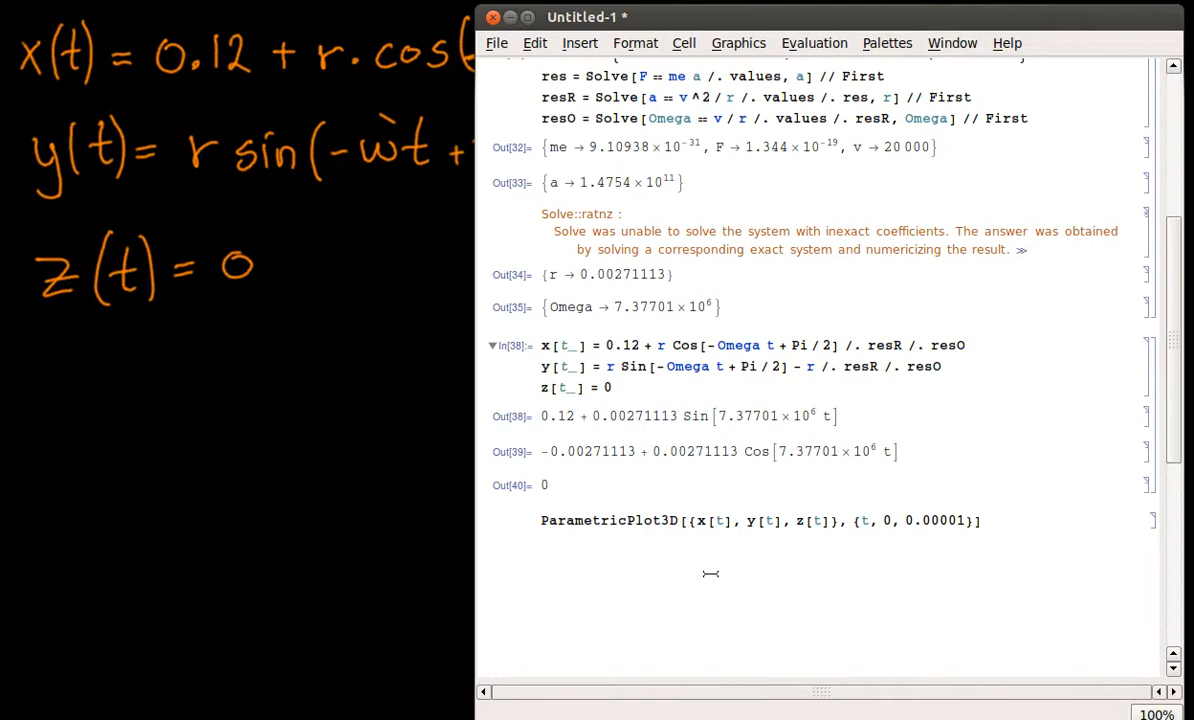 x(t) = 0.12 + r. cos(
y(t) = r sin(-ωt +
z(t) = 0
Untitled-1 *
File Edit Insert Format Cell Graphics Evaluation Palettes Window Help
res = Solve[F == me a /. values, a] // First
resR = Solve[a == v^2 / r /. values /. res, r] // First
resO = Solve[Omega == v / r /. values /. resR, Omega] // First
Out[32]= {me → 9.10938 × 10^-31, F → 1.344 × 10^-19, v → 20 000}
Out[33]= {a → 1.4754 × 10^11}
Solve::ratnz :
Solve was unable to solve the system with inexact coefficients. The answer was obtained
by solving a corresponding exact system and numericizing the result. ≫
Out[34]= {r → 0.00271113}
Out[35]= {Omega → 7.37701 × 10^6}
In[38]:= x[t_] = 0.12 + r Cos[-Omega t + Pi / 2] /. resR /. resO
y[t_] = r Sin[-Omega t + Pi / 2] - r /. resR /. resO
z[t_] = 0
Out[38]= 0.12 + 0.00271113 Sin[7.37701 × 10^6 t]
Out[39]= -0.00271113 + 0.00271113 Cos[7.37701 × 10^6 t]
Out[40]= 0
ParametricPlot3D[{x[t], y[t], z[t]}, {t, 0, 0.00001}]
100%